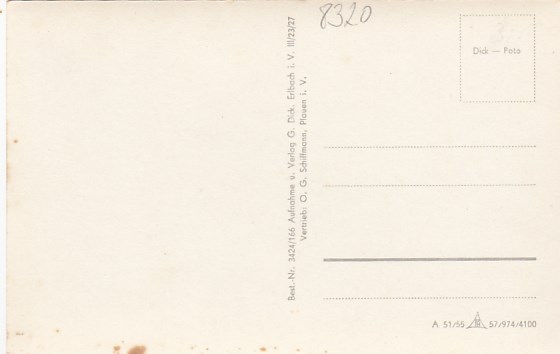 8320
Dick — Foto
Best.-Nr. 3424/166 Aufnahme u. Verlag G. Dick, Erlbach i. V. III/23/27
Vertrieb: O. G. Schiffmann, Plauen i. V.
A 51/55 57/974/4100